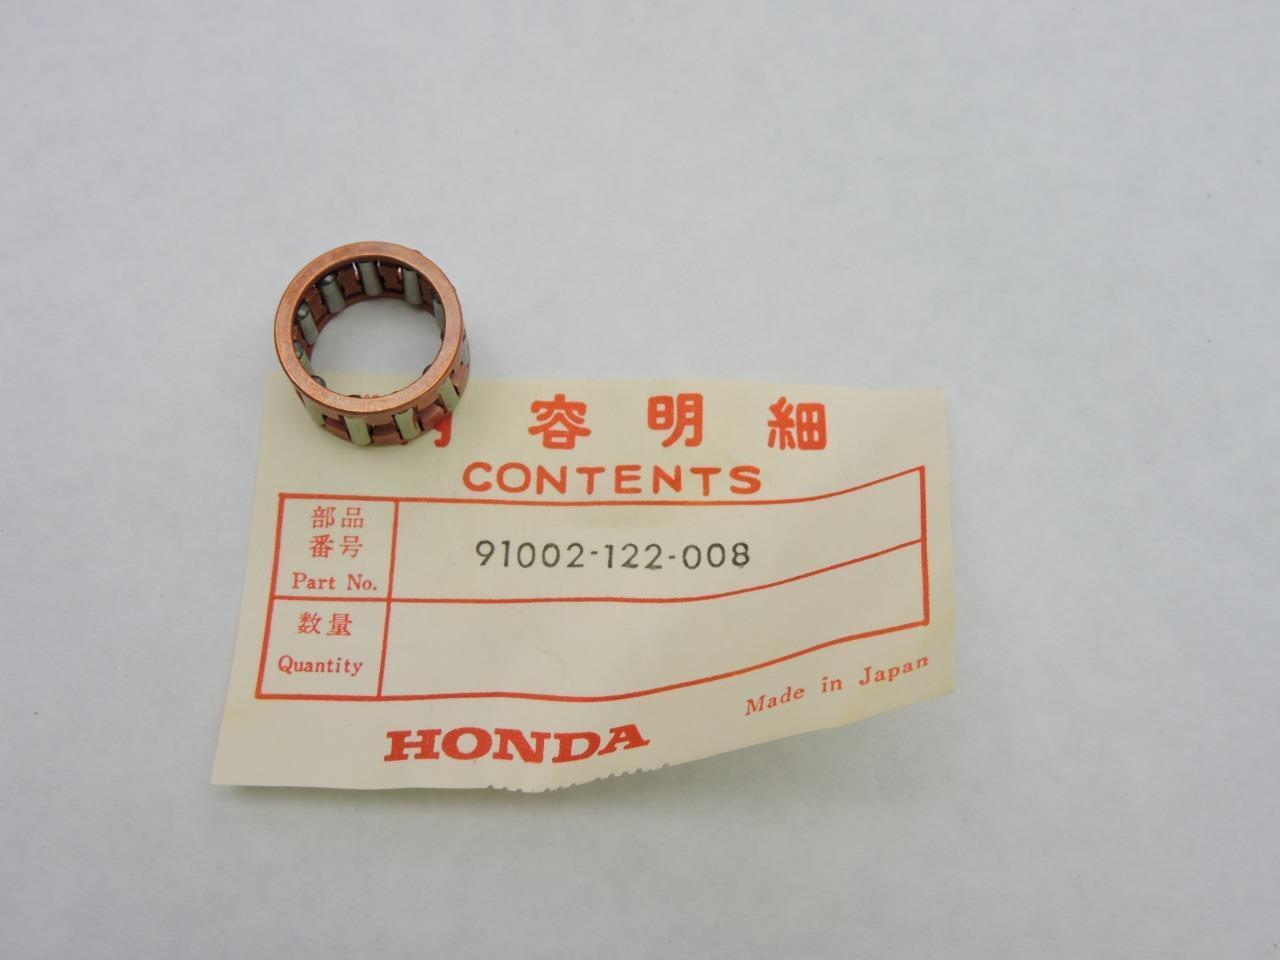 容明細
CONTENTS
部品
番号
Part No.
91002-122-008
数量
Quantity
Made in Japan
HONDA